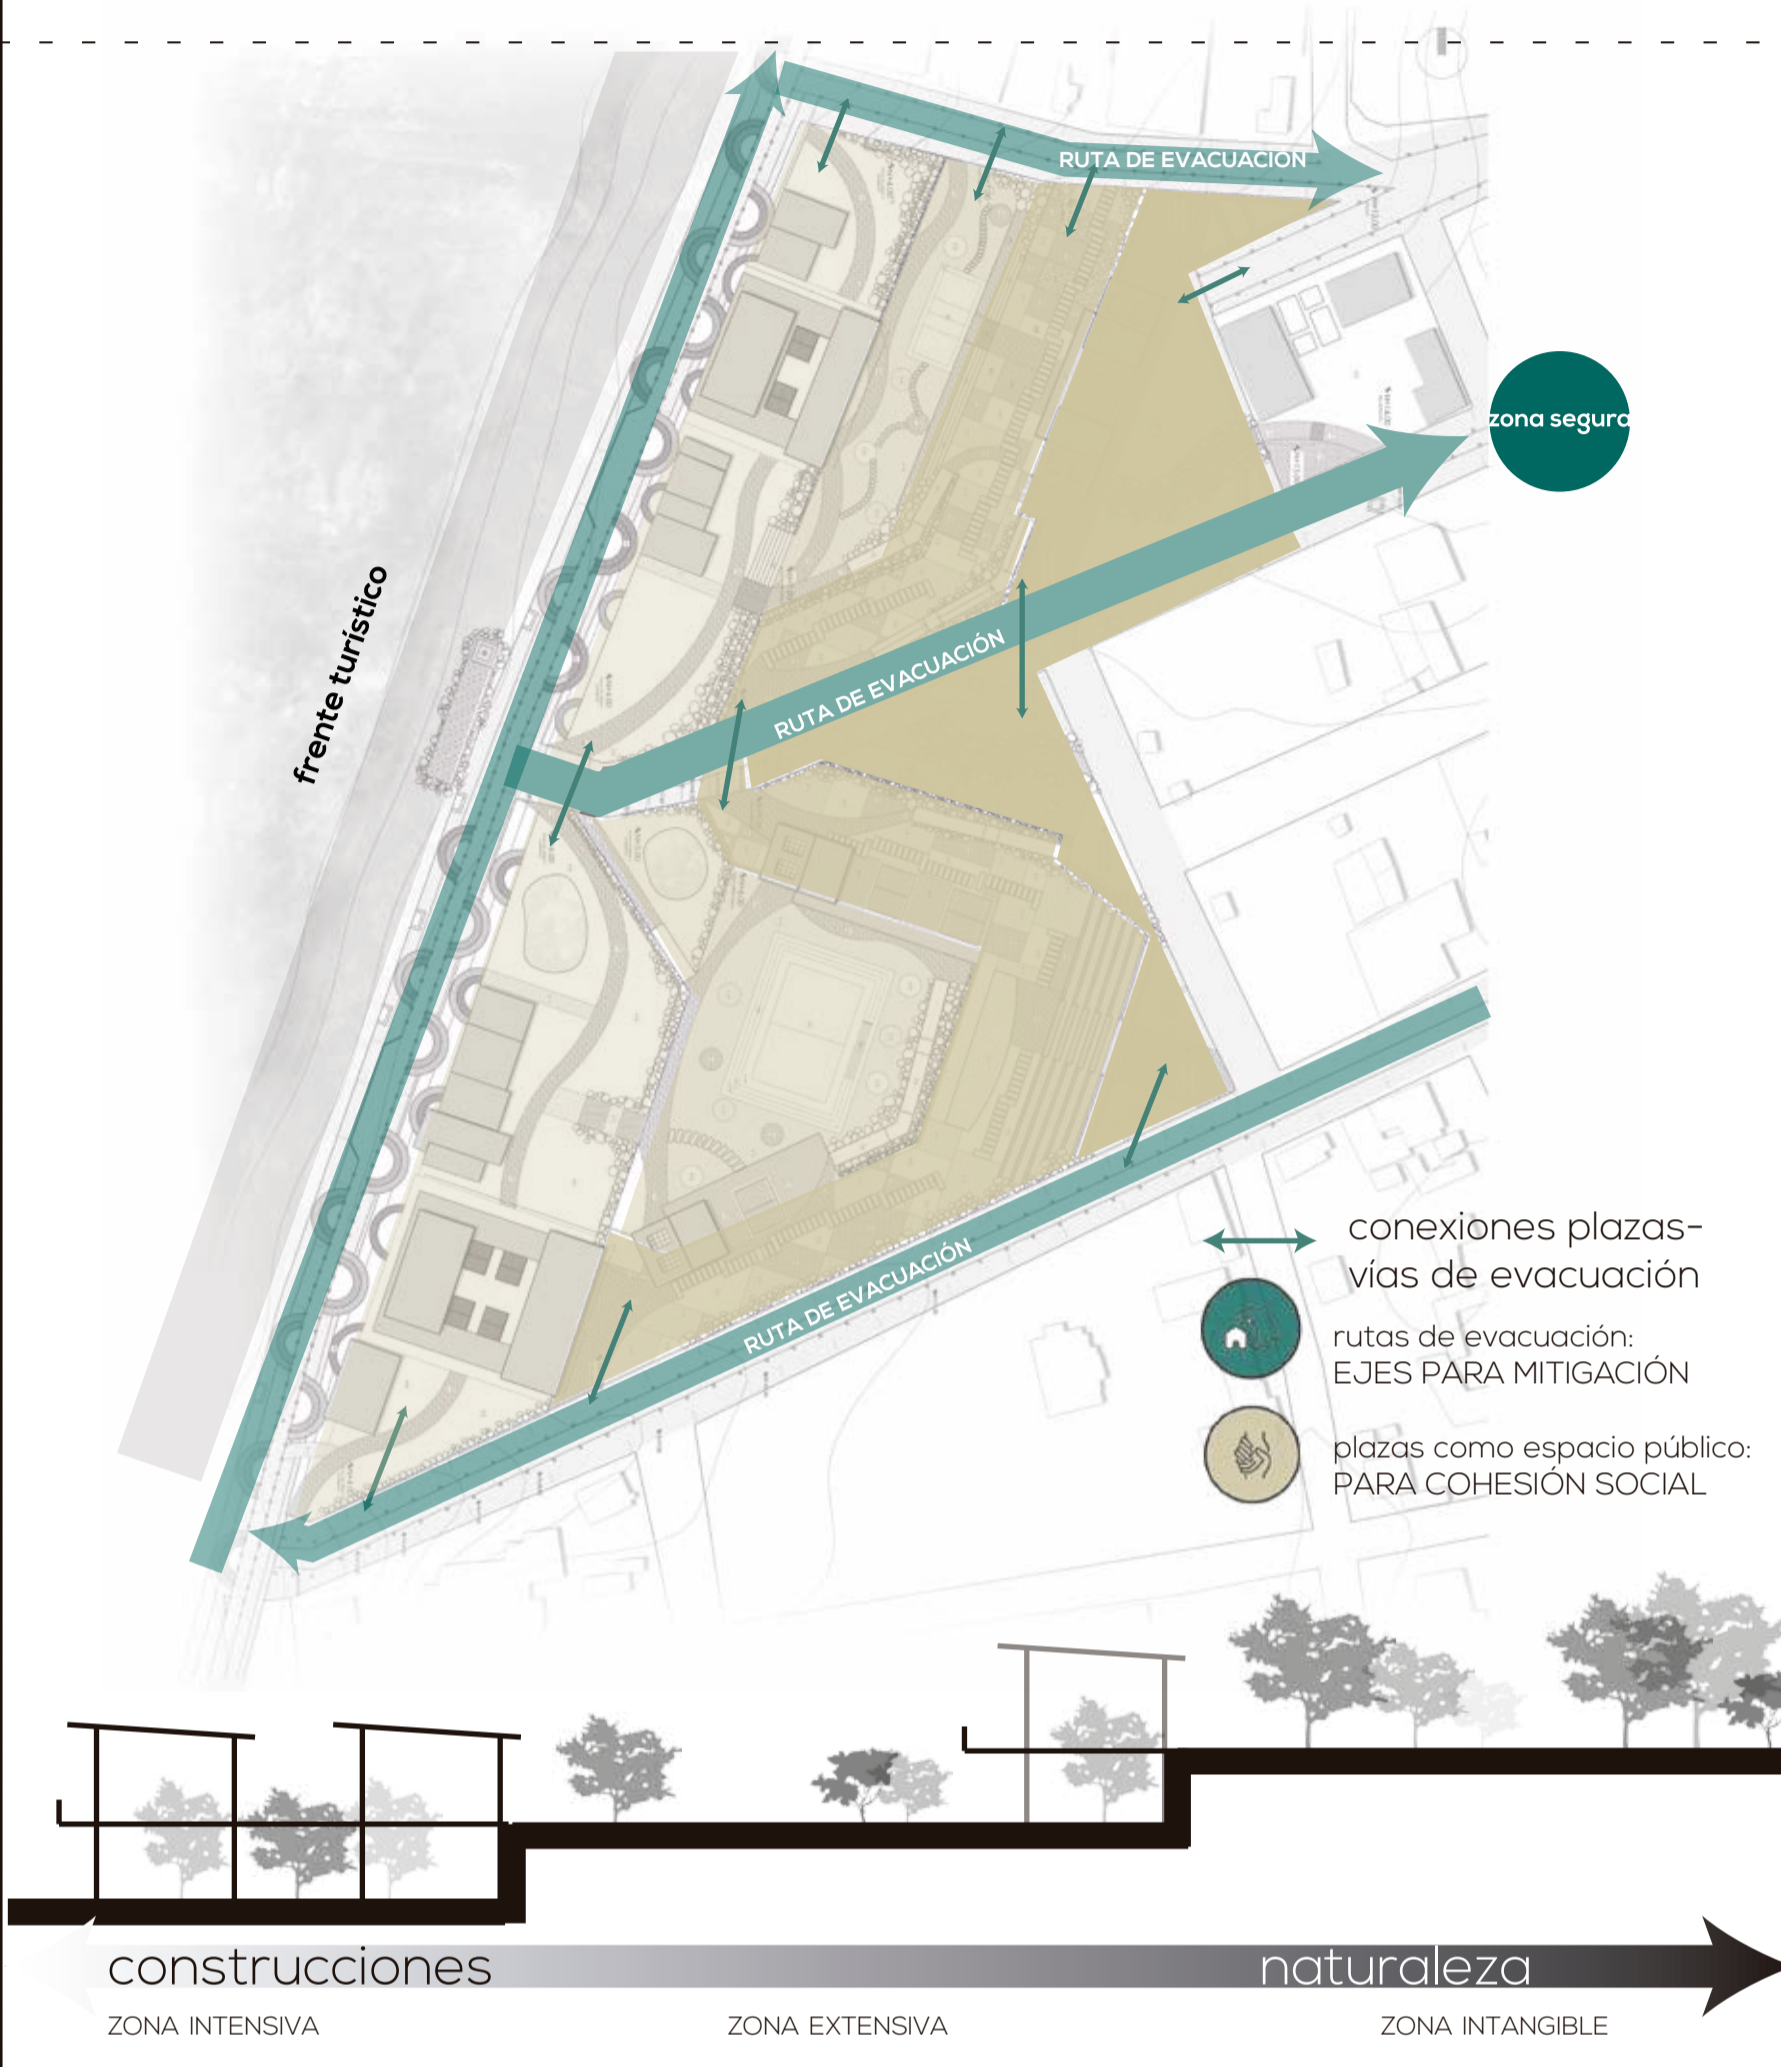 RUTA DE EVACUACIÓN
zona segura
frente turístico
RUTA DE EVACUACIÓN
RUTA DE EVACUACIÓN
conexiones plazas-
vías de evacuación
rutas de evacuación:
EJES PARA MITIGACIÓN
plazas como espacio público:
PARA COHESIÓN SOCIAL
construcciones
naturaleza
ZONA INTENSIVA
ZONA EXTENSIVA
ZONA INTANGIBLE